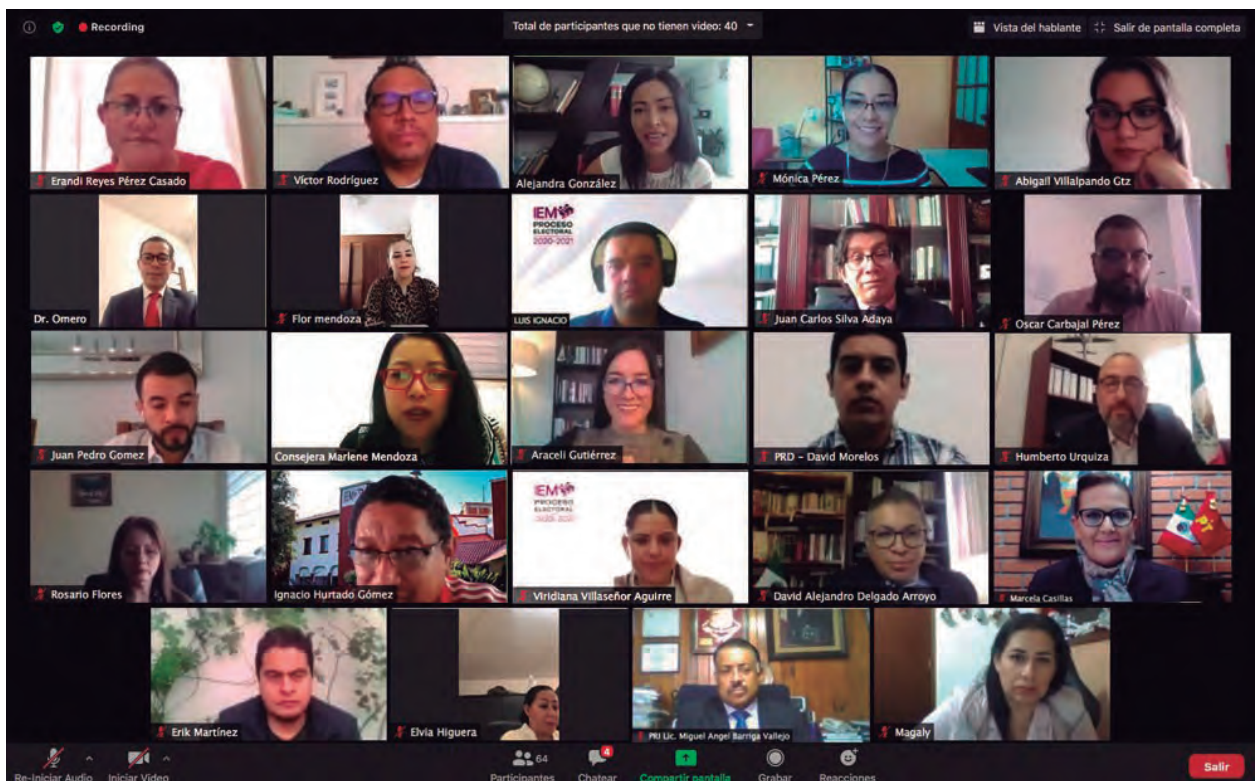 Recording
Total de participantes que no tienen video: 40
Vista del hablante
Salir de pantalla completa
Erandi Reyes Pérez Casado
Víctor Rodríguez
Alejandra González
Mónica Pérez
Abigail Villalpando Gtz
IEM
PROCESO
ELECTORAL
2020-2021
Dr. Omero
Flor mendoza
LUIS IGNACIO
Juan Carlos Silva Adaya
Oscar Carbajal Pérez
Juan Pedro Gomez
Consejera Marlene Mendoza
Araceli Gutiérrez
PRD - David Morelos
Humberto Urquiza
IEM
PROCESO
ELECTORAL
2020-2021
PT
Rosario Flores
Ignacio Hurtado Gómez
Viridiana Villaseñor Aguirre
David Alejandro Delgado Arroyo
Marcela Casillas
Erik Martínez
Elvia Higuera
PRI Lic. Miguel Angel Barriga Vallejo
Magaly
64
4
Re-Iniciar Audio
Iniciar Video
Participantes
Chatear
Compartir pantalla
Grabar
Reacciones
Salir